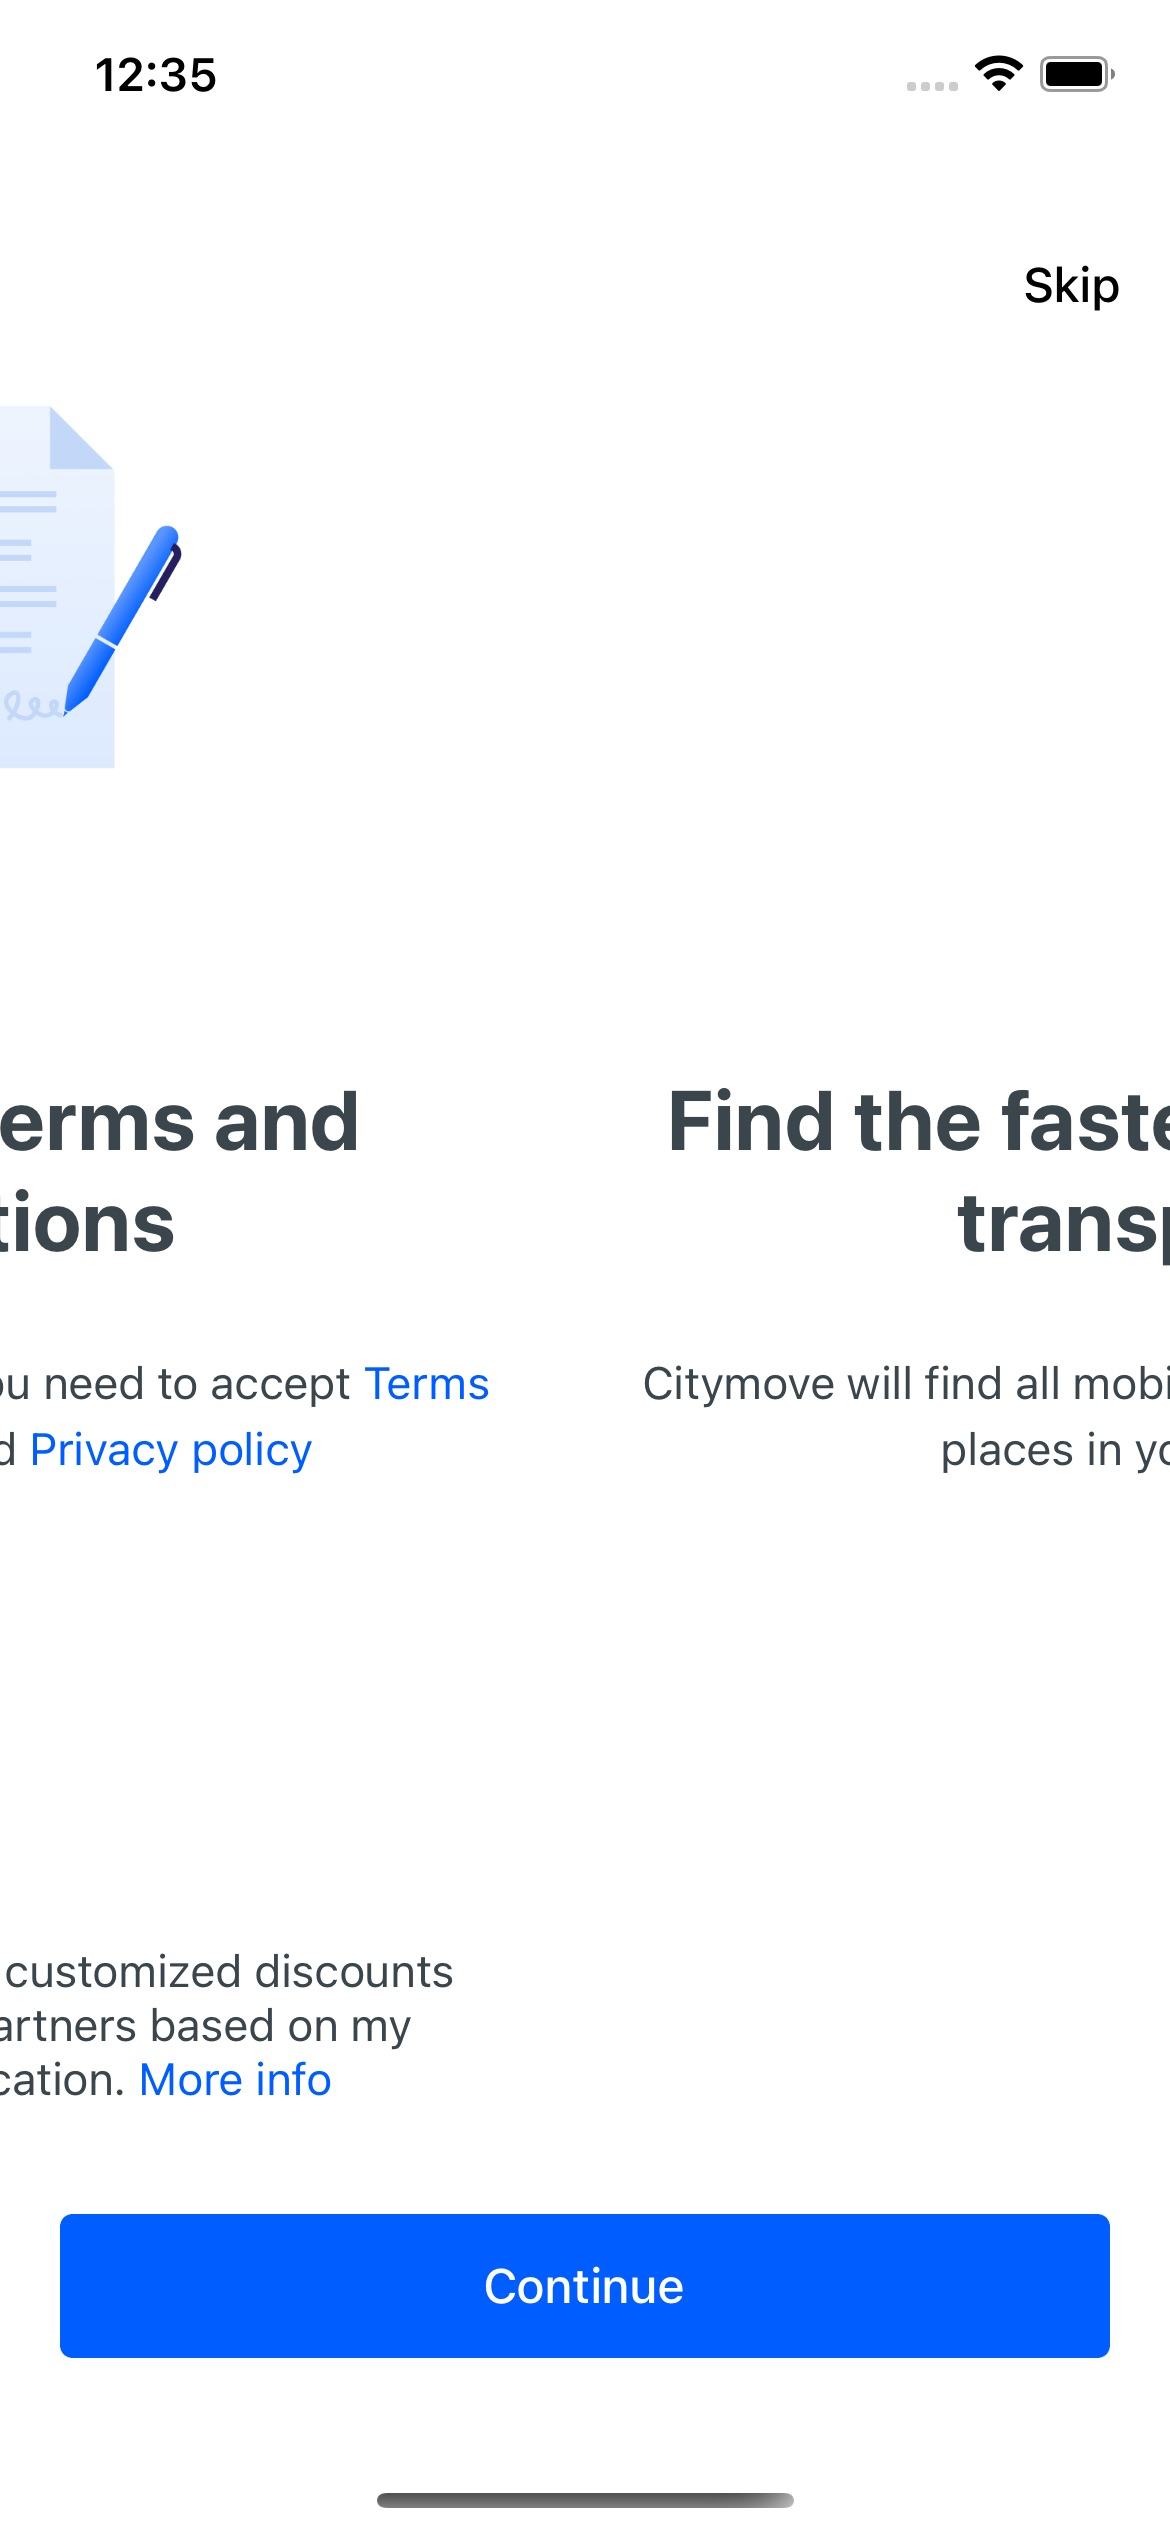 12:35
Skip
erms and
tions
Find the faste
transp
ou need to accept Terms
d Privacy policy
Citymove will find all mobi
places in yo
customized discounts
artners based on my
cation. More info
Continue